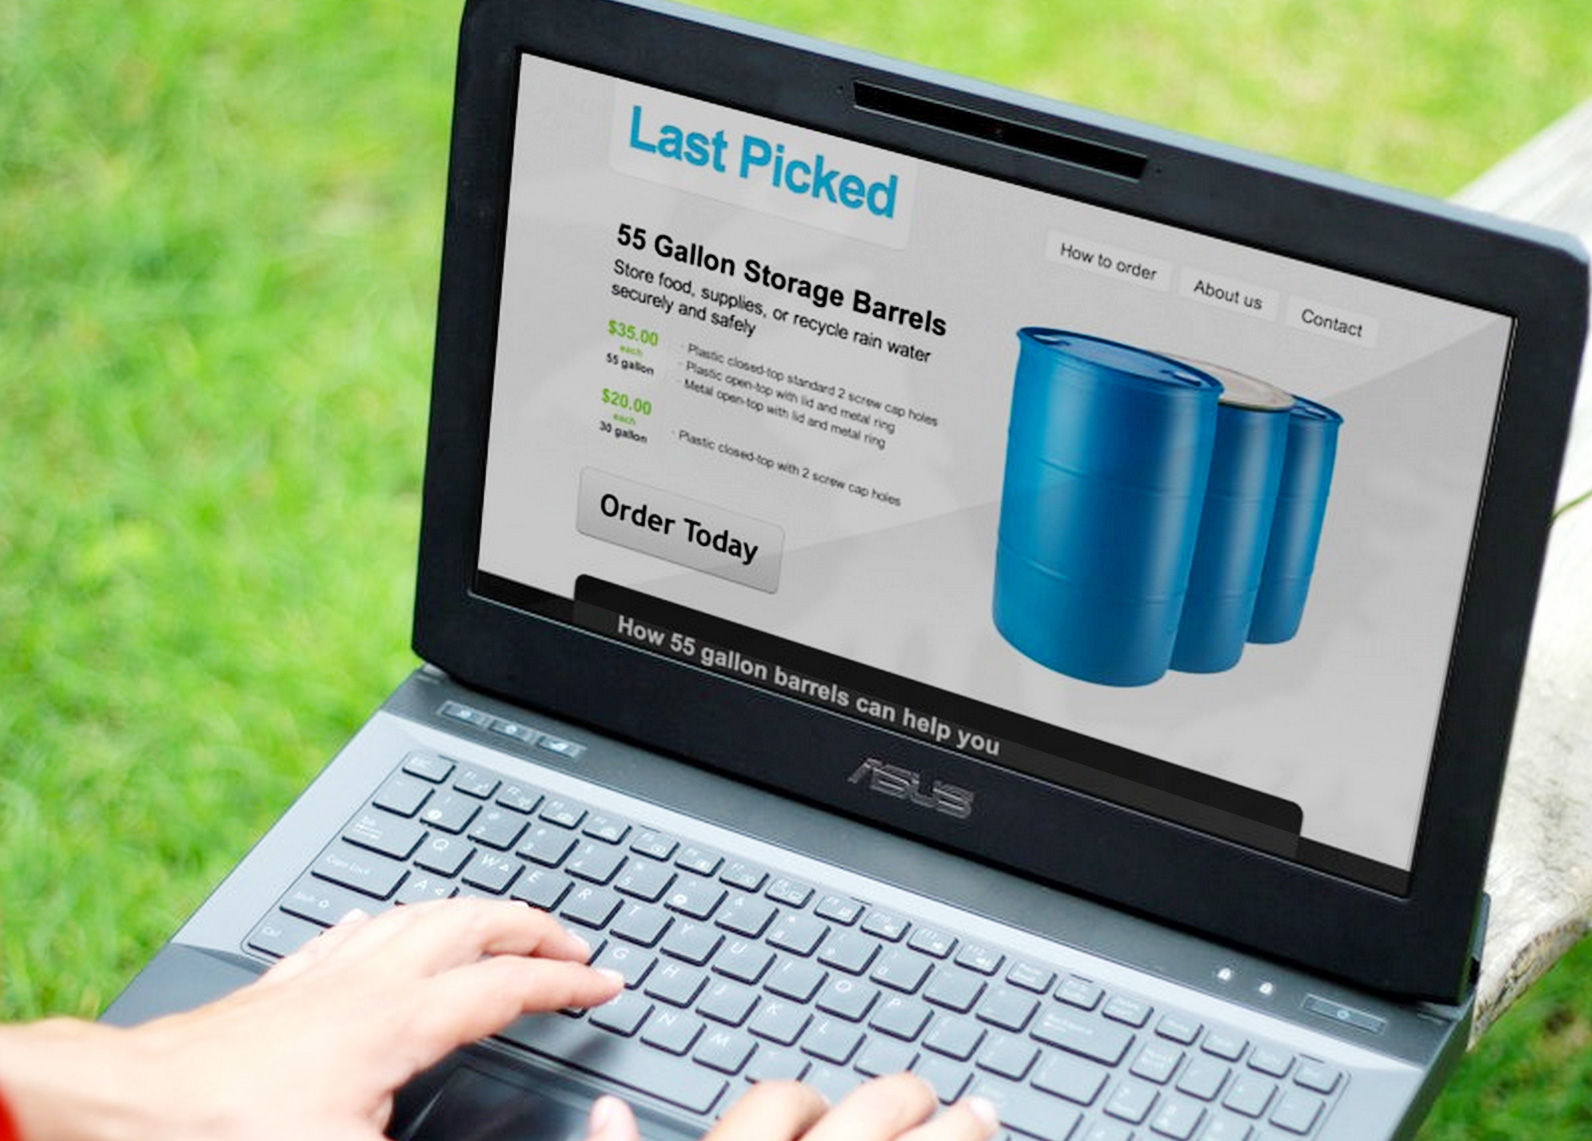 Last Picked
How to order
About us
Contact
55 Gallon Storage Barrels
Store food, supplies, or recycle rain water
securely and safely
$35.00
each
55 gallon
· Plastic closed-top standard 2 screw cap holes
· Plastic open-top with lid and metal ring
· Metal open-top with lid and metal ring
$20.00
each
30 gallon
· Plastic closed-top with 2 screw cap holes
Order Today
How 55 gallon barrels can help you
ASUS
Q W E R T Y U I O P
A G H J K L
N M